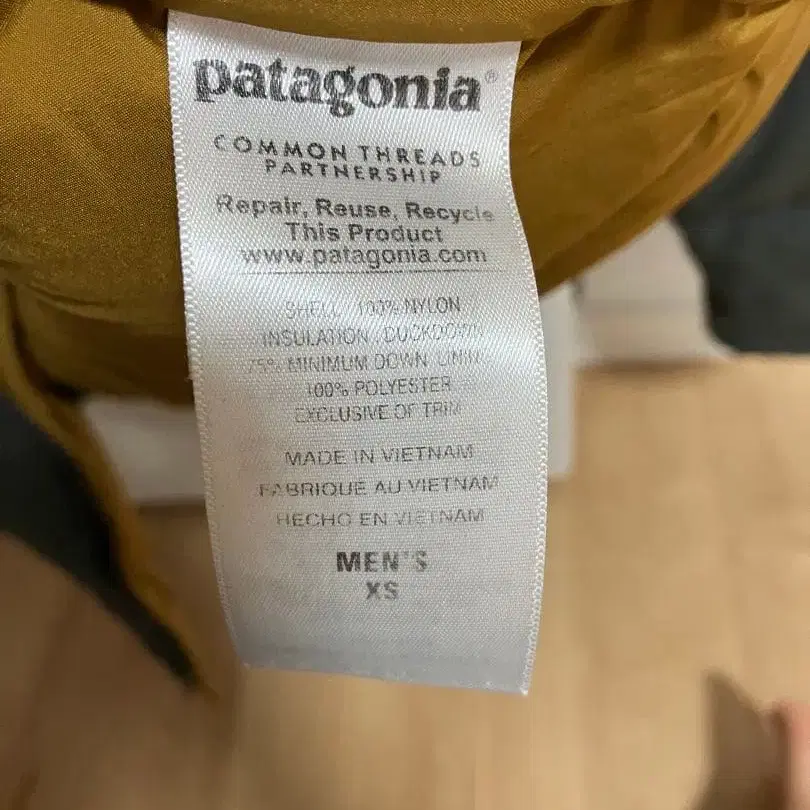 patagonia®
COMMON THREADS
PARTNERSHIP
Repair, Reuse, Recycle
This Product
www.patagonia.com
SHELL 100% NYLON
INSULATION DUCKDOWN
75% MINIMUM DOWN LININ
100% POLYESTER
EXCLUSIVE OF TRIM
MADE IN VIETNAM
FABRIQUE AU VIETNAM
HECHO EN VIETNAM
MEN'S
XS